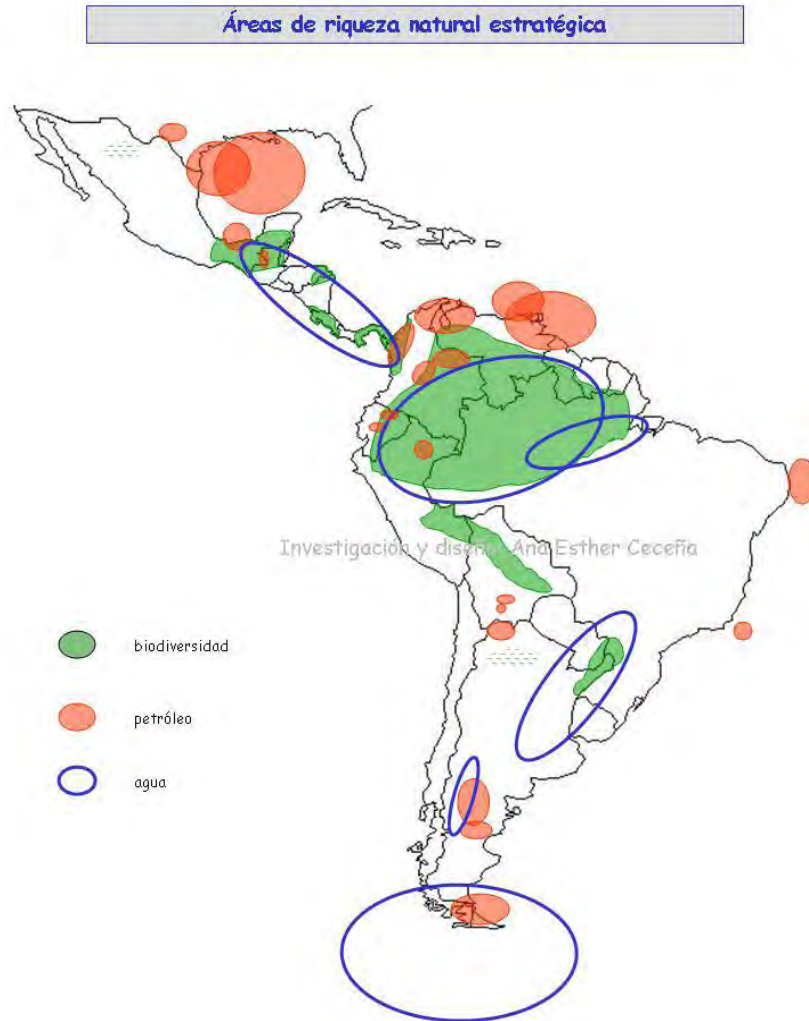 Áreas de riqueza natural estratégica
Investigación y diseño: Ana Esther Ceceña
biodiversidad
petróleo
agua